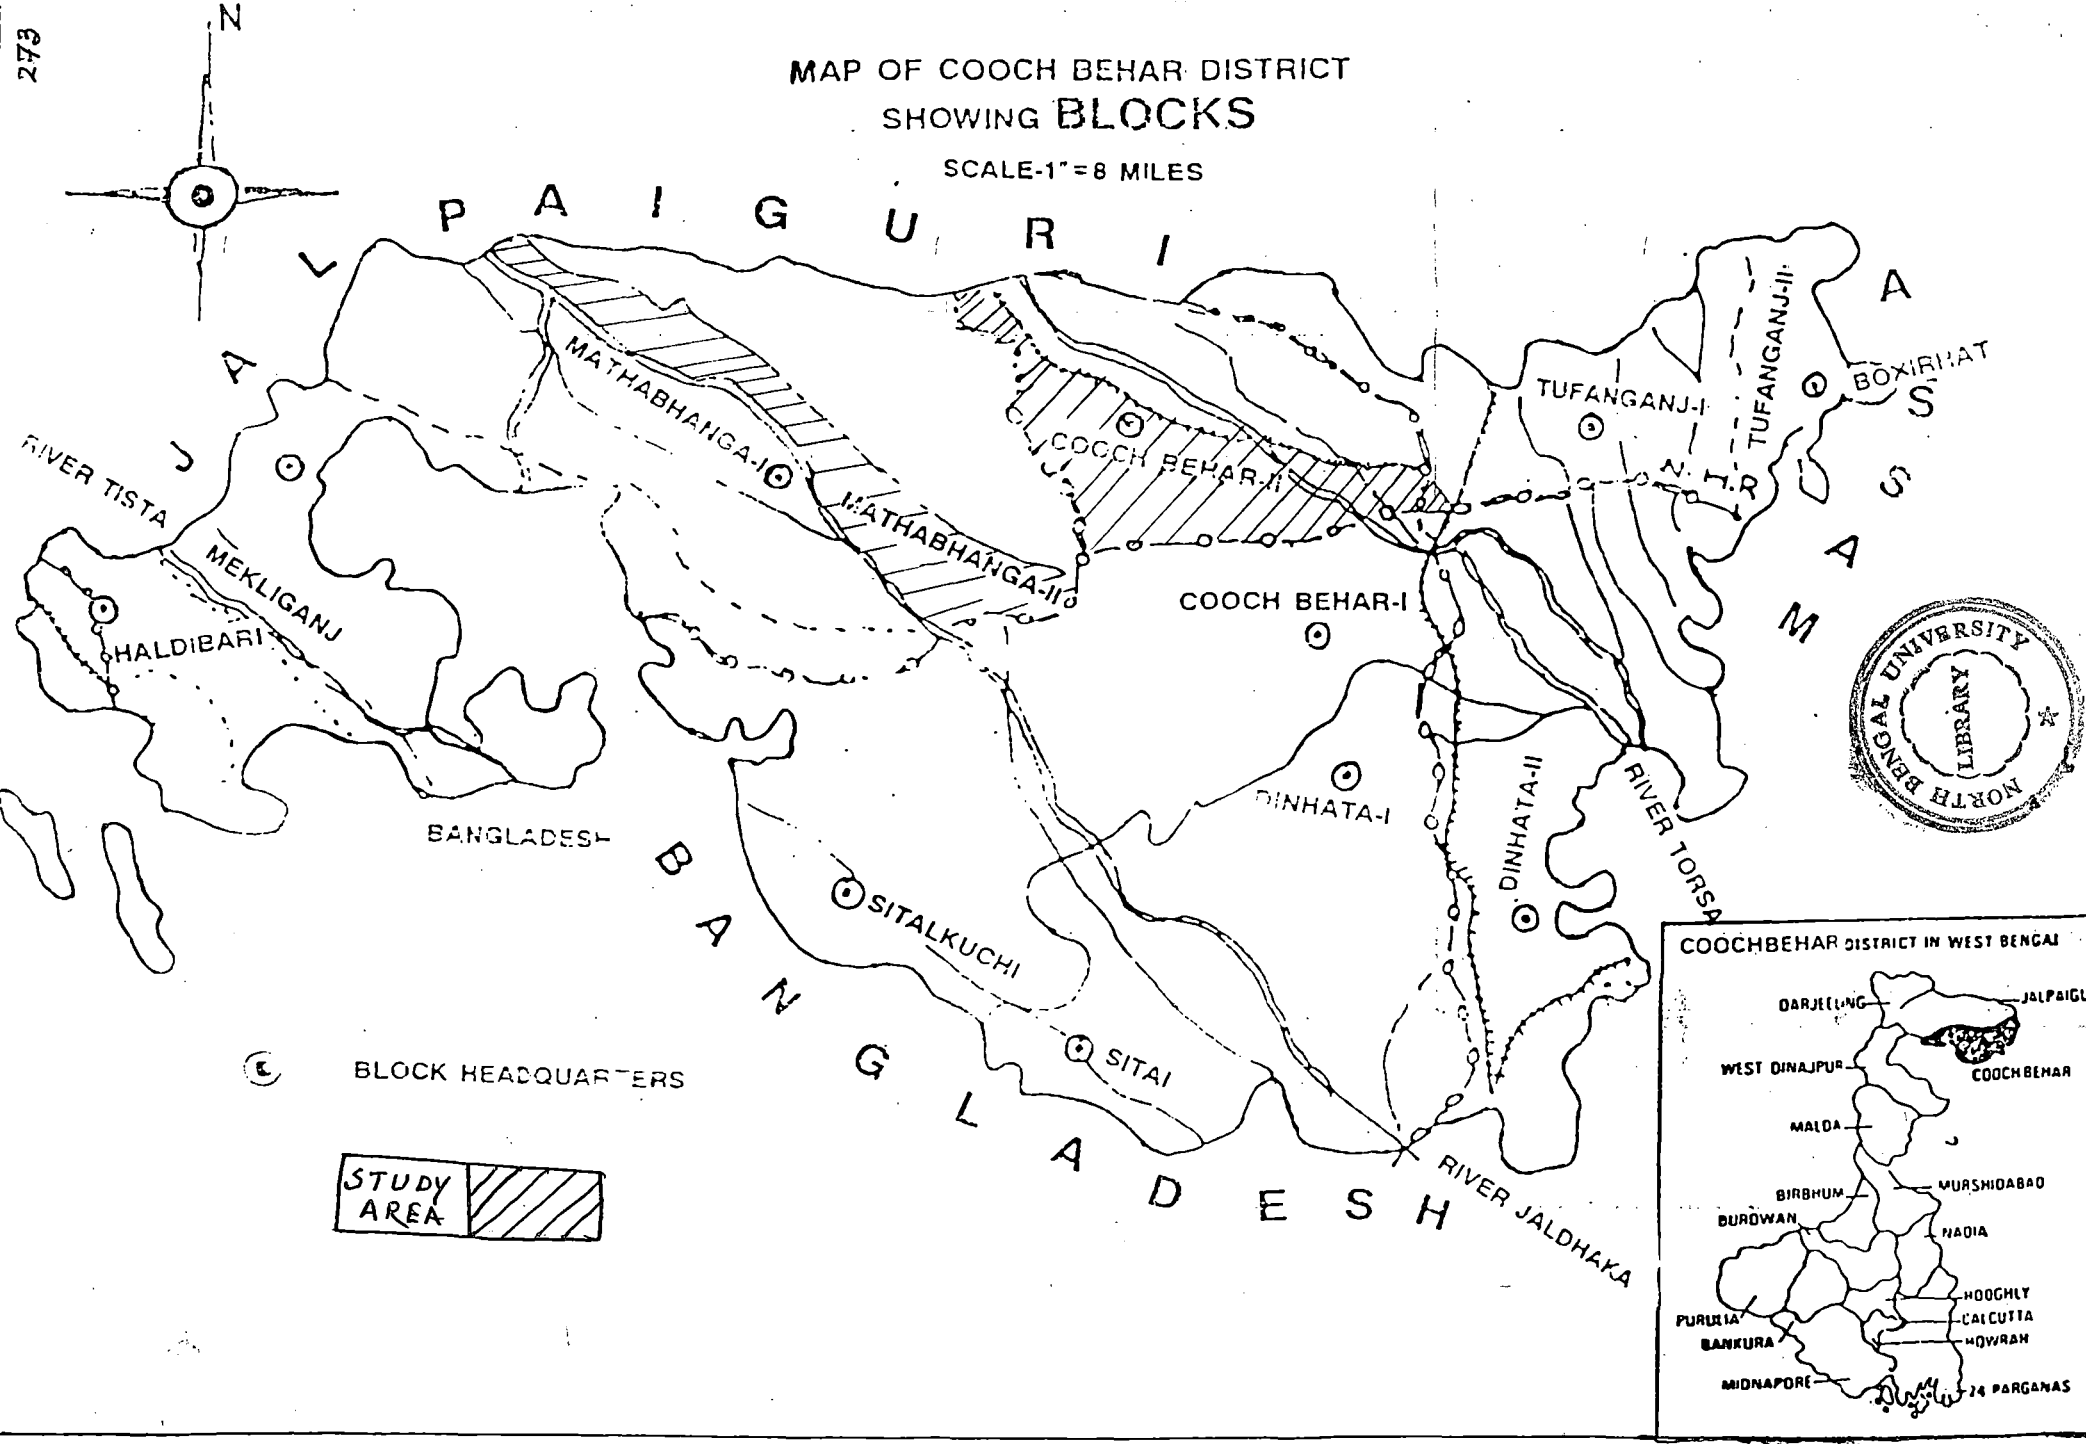 273
N
MAP OF COOCH BEHAR DISTRICT
SHOWING BLOCKS
SCALE-1"=8 MILES
JALPAIGURI
ASSAM
BANGLADESH
RIVER TISTA
MEKLIGANJ
HALDIBARI
MATHABHANGA-I
MATHABHANGA-II
COOCH BEHAR-II
COOCH BEHAR-I
TUFANGANJ-I
TUFANGANJ-II
BOXIRHAT
N.H.R
DINHATA-I
DINHATA-II
RIVER TORSA
BANGLADESH
SITALKUCHI
SITAI
RIVER JALDHAKA
BLOCK HEADQUARTERS
STUDY
AREA
NORTH BENGAL UNIVERSITY
LIBRARY
COOCHBEHAR DISTRICT IN WEST BENGAL
DARJEELING
JALPAIGU
WEST DINAJPUR
COOCHBEHAR
MALDA
BIRBHUM
MURSHIDABAD
BURDWAN
NADIA
HOOGHLY
PURULIA
CALCUTTA
BANKURA
HOWRAH
MIDNAPORE
24 PARGANAS